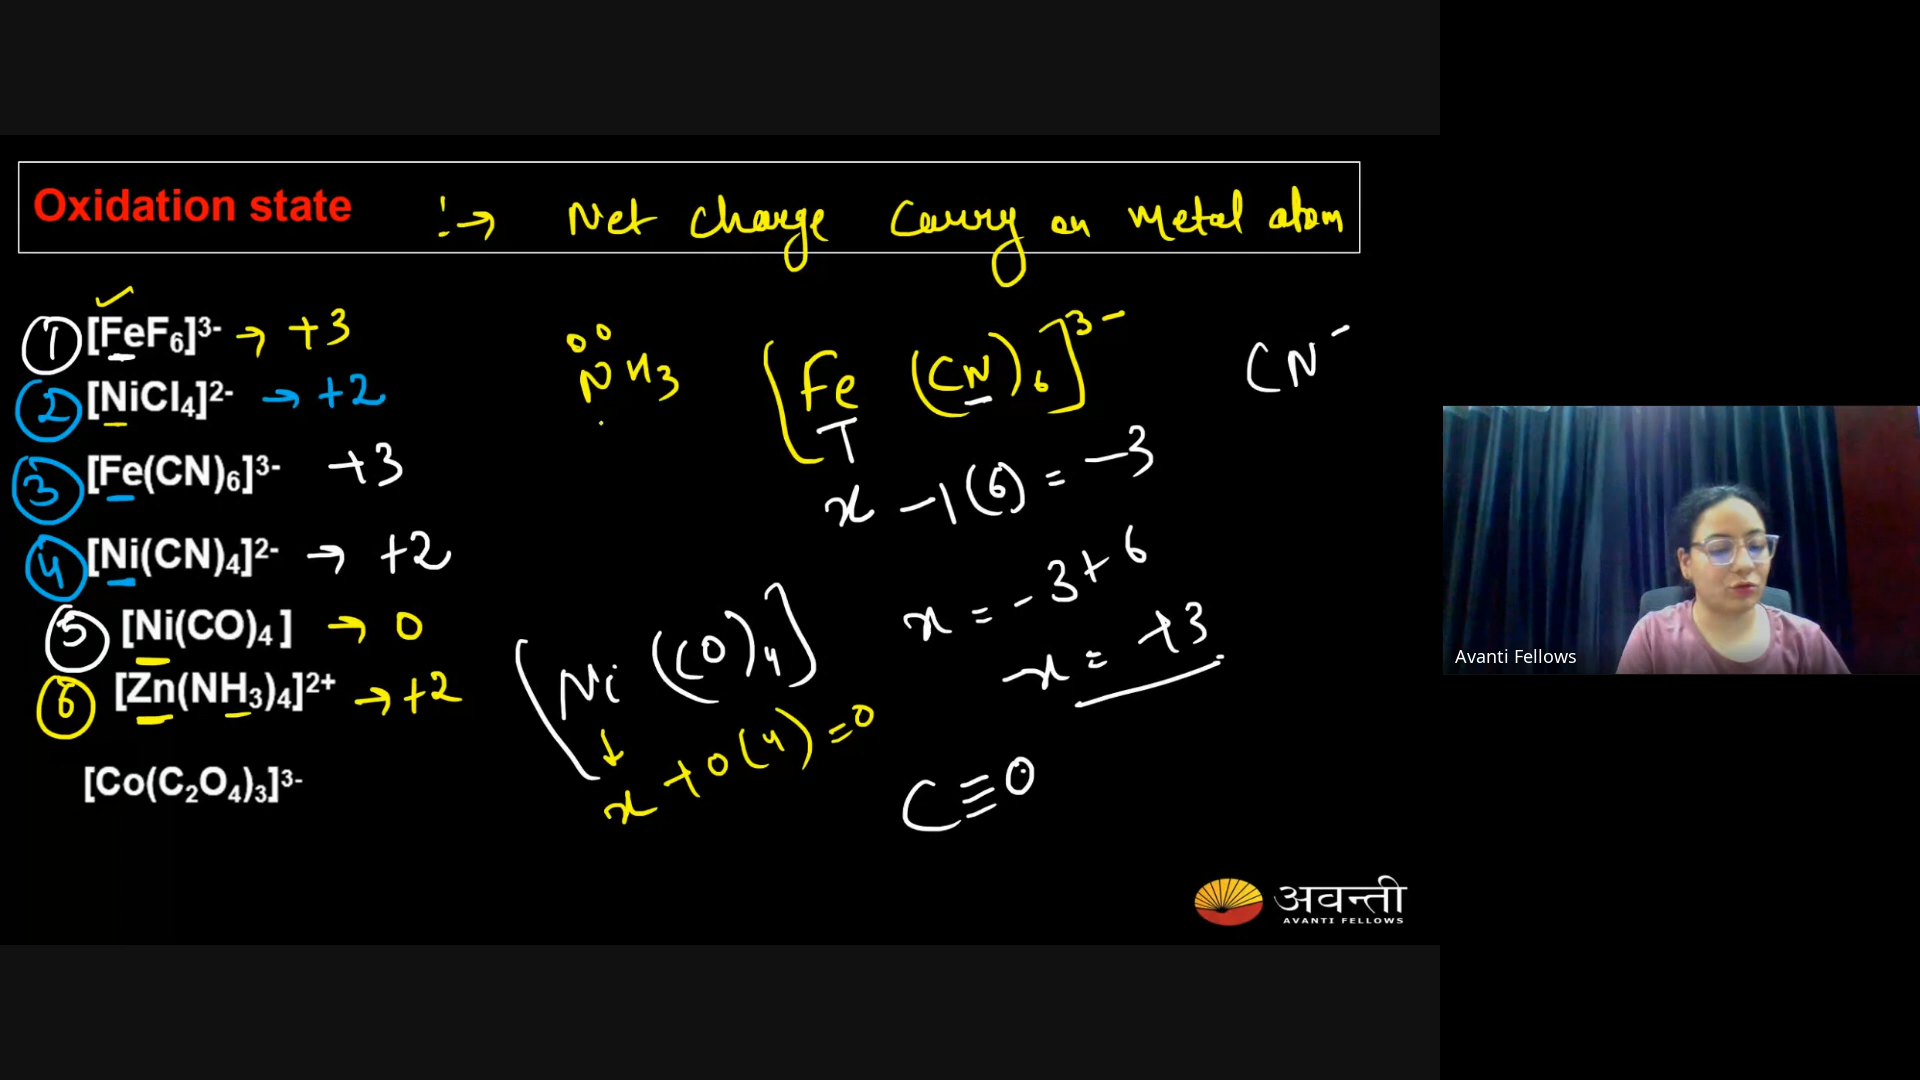 Oxidation state :→ Net charge carry on metal atom
① [FeF₆]³⁻ → +3
② [NiCl₄]²⁻ → +2
③ [Fe(CN)₆]³⁻ +3
④ [Ni(CN)₄]²⁻ → +2
⑤ [Ni(CO)₄] → 0
⑥ [Zn(NH₃)₄]²⁺ → +2
[Co(C₂O₄)₃]³⁻
NH₃
[Fe (CN)₆]³⁻
CN⁻
x -1(6) = -3
x = -3+6
x = +3
[Ni (CO)₄]
x + 0(4) = 0
C≡O
Avanti Fellows
अवन्ती
AVANTI FELLOWS